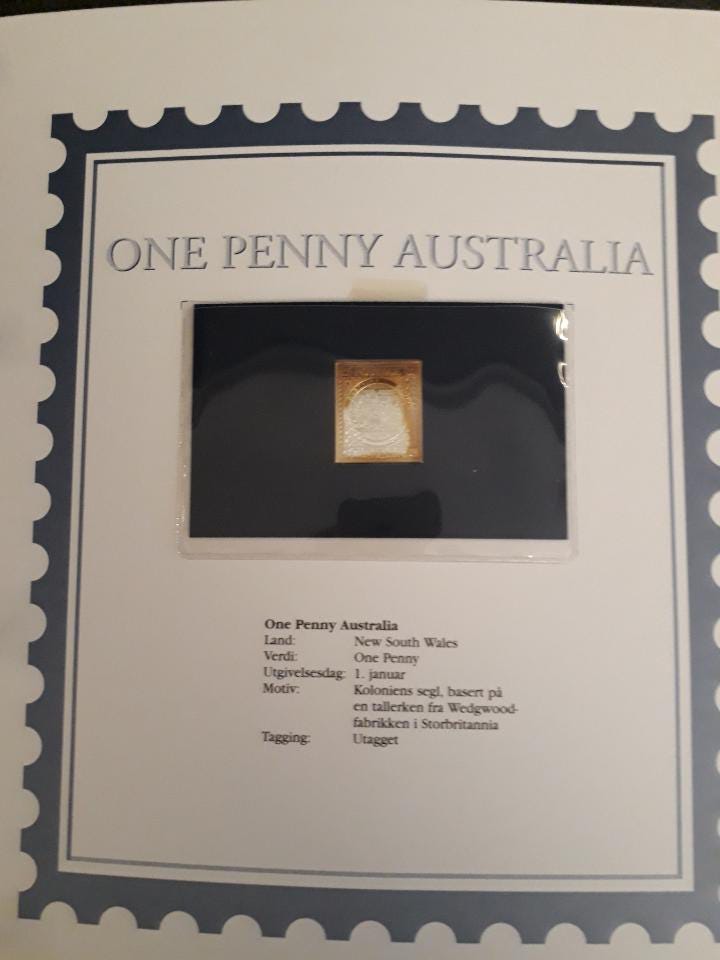 ONE PENNY AUSTRALIA
One Penny Australia
Land: New South Wales
Verdi: One Penny
Utgivelsesdag: 1. januar
Motiv: Koloniens segl, basert på
en tallerken fra Wedgwood-
fabrikken i Storbritannia
Tagging: Utagget